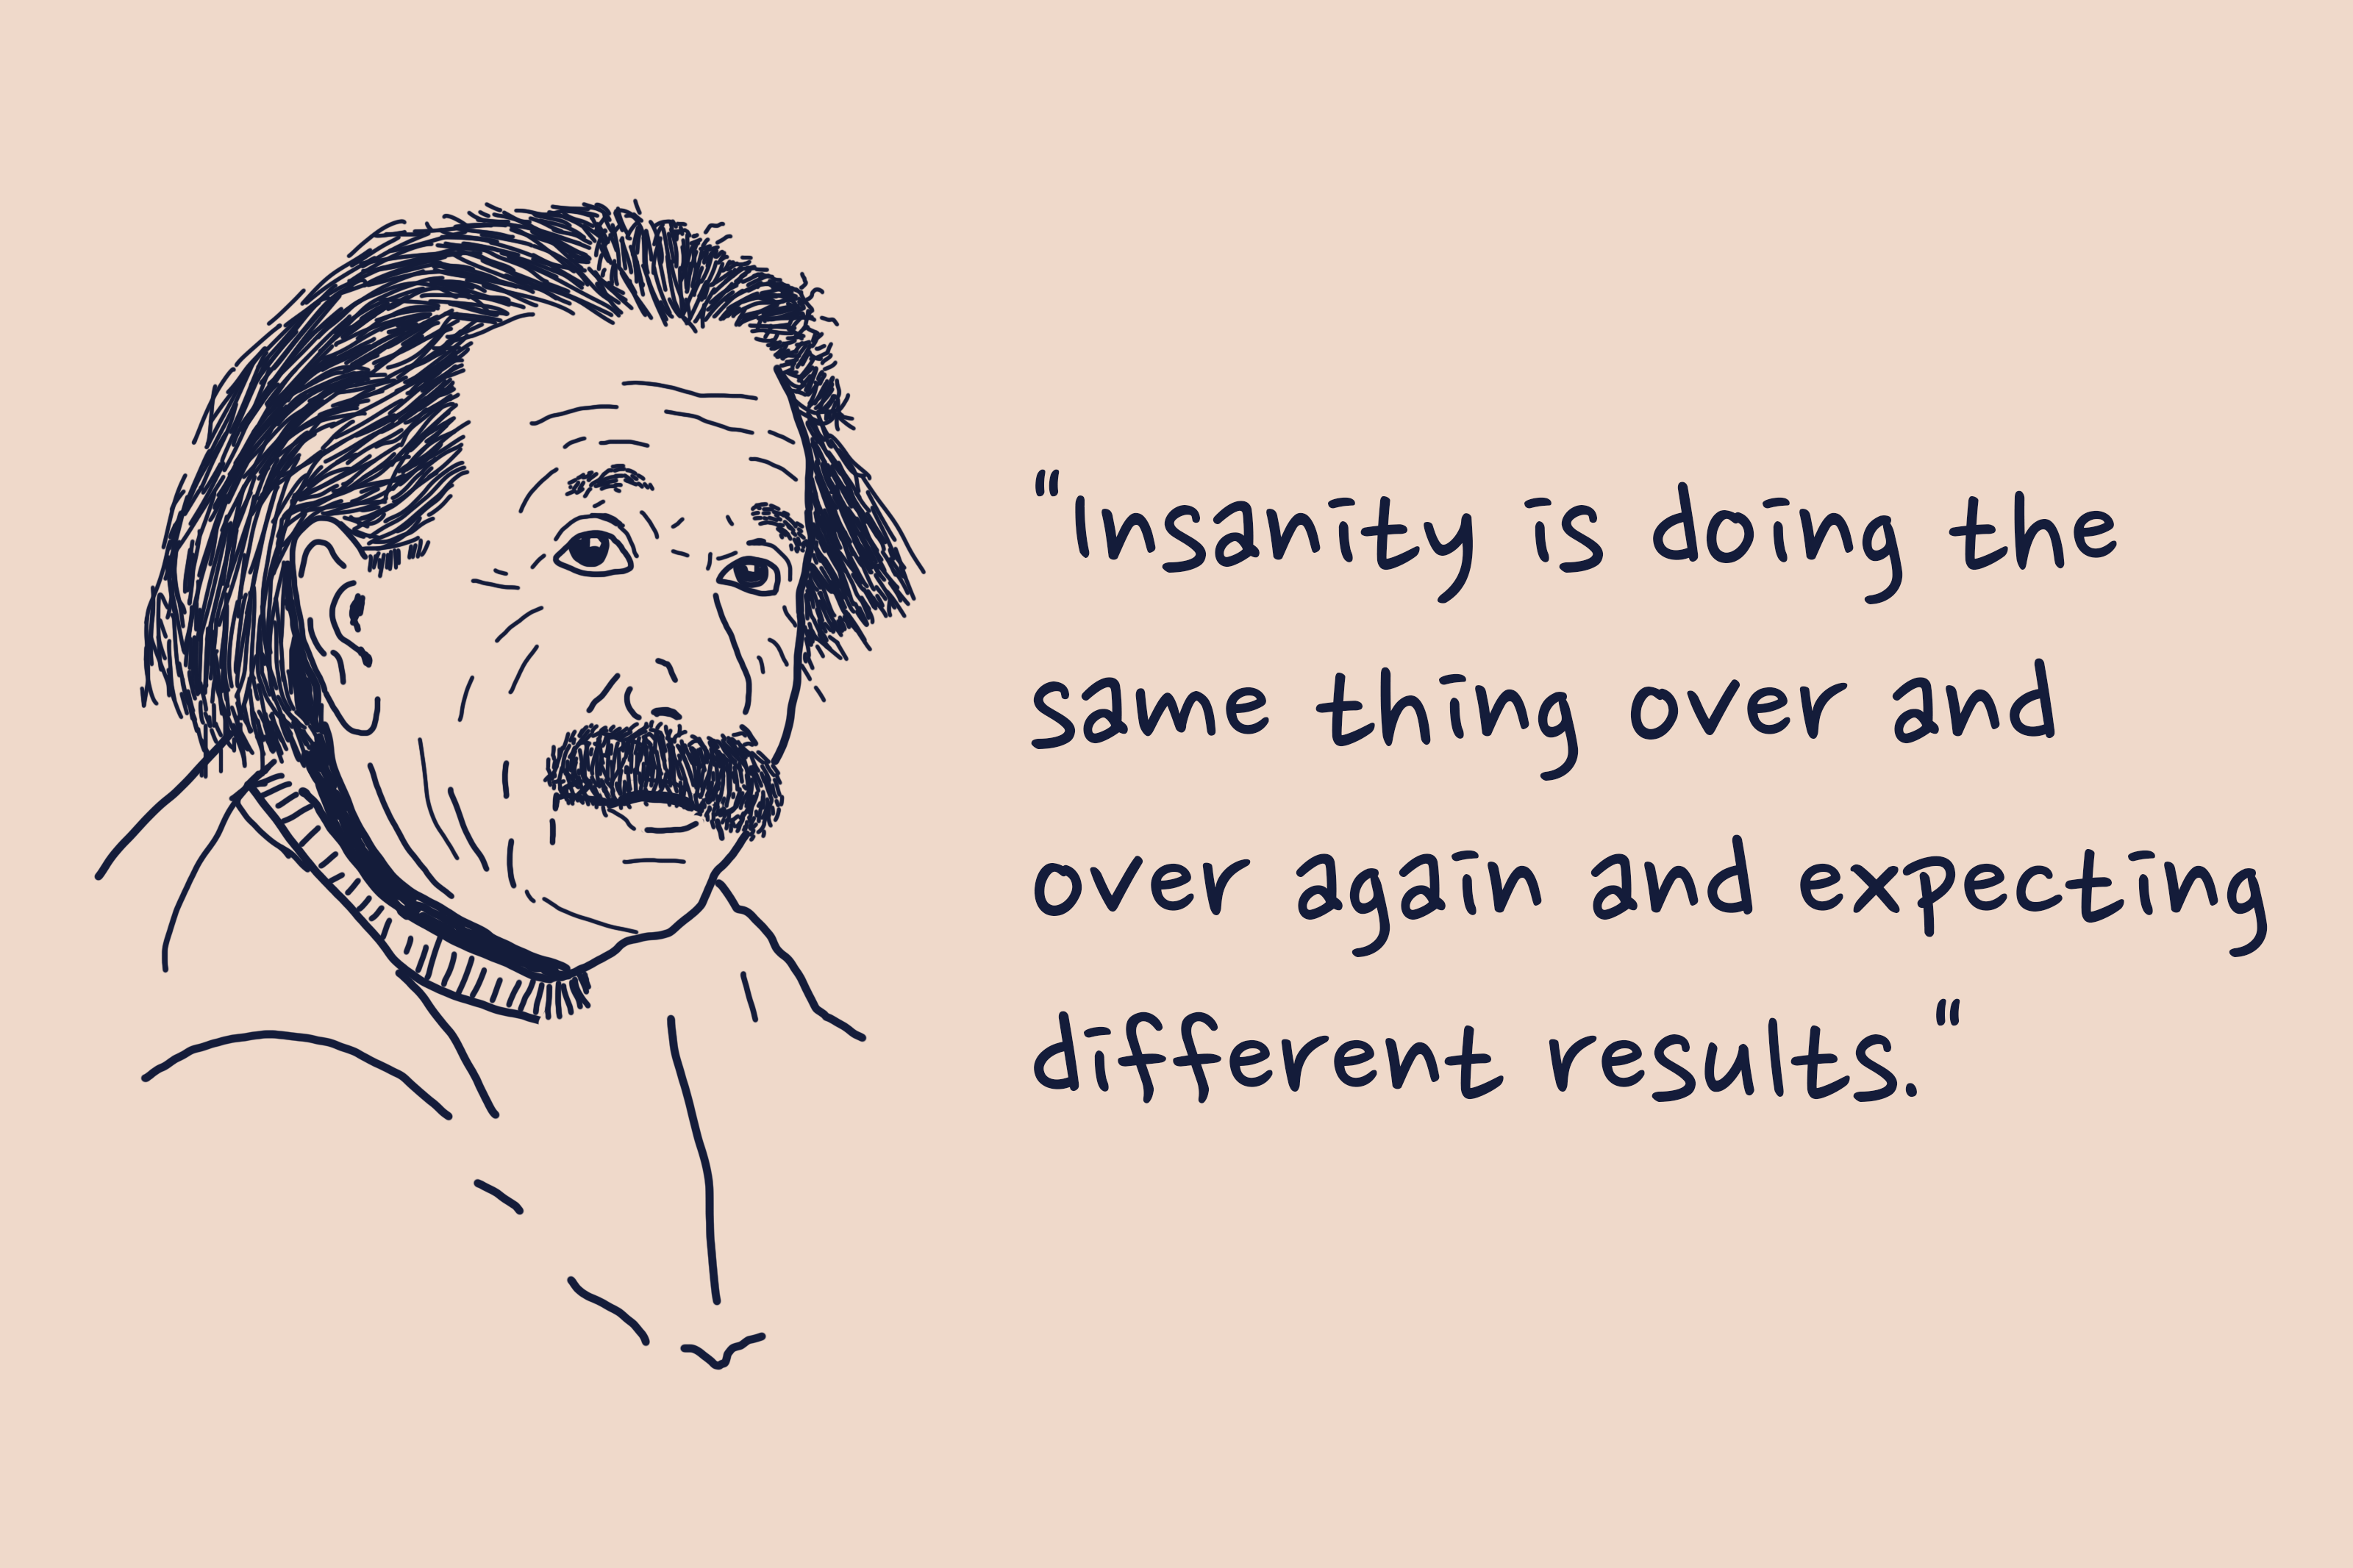 “Insanity is doing the
same thing over and
over again and expecting
different results.“